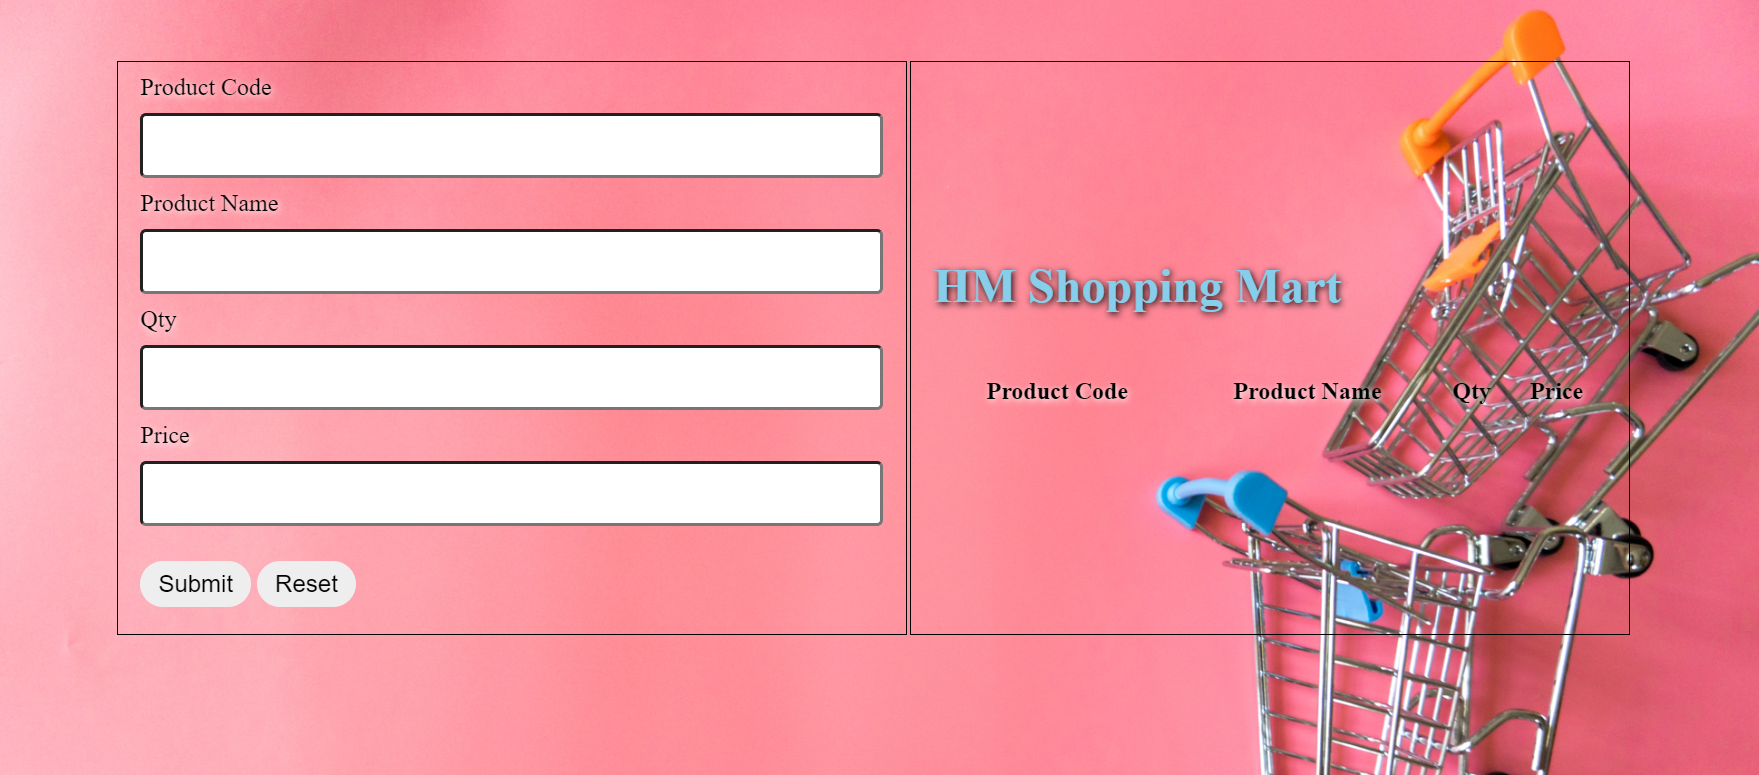 Product Code
Product Name
Qty
Price
Submit Reset
HM Shopping Mart
Product Code Product Name Qty Price